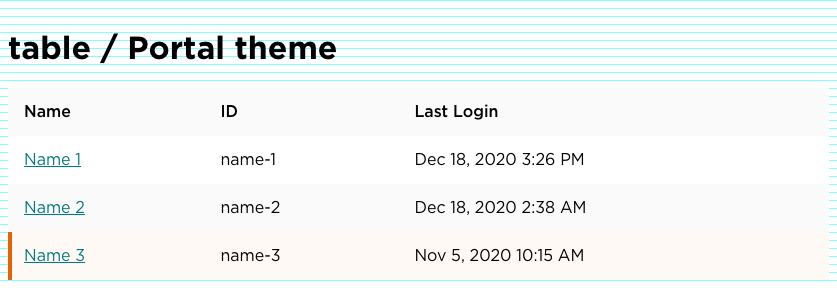 table / Portal theme
Name ID Last Login
Name 1 name-1 Dec 18, 2020 3:26 PM
Name 2 name-2 Dec 18, 2020 2:38 AM
Name 3 name-3 Nov 5, 2020 10:15 AM